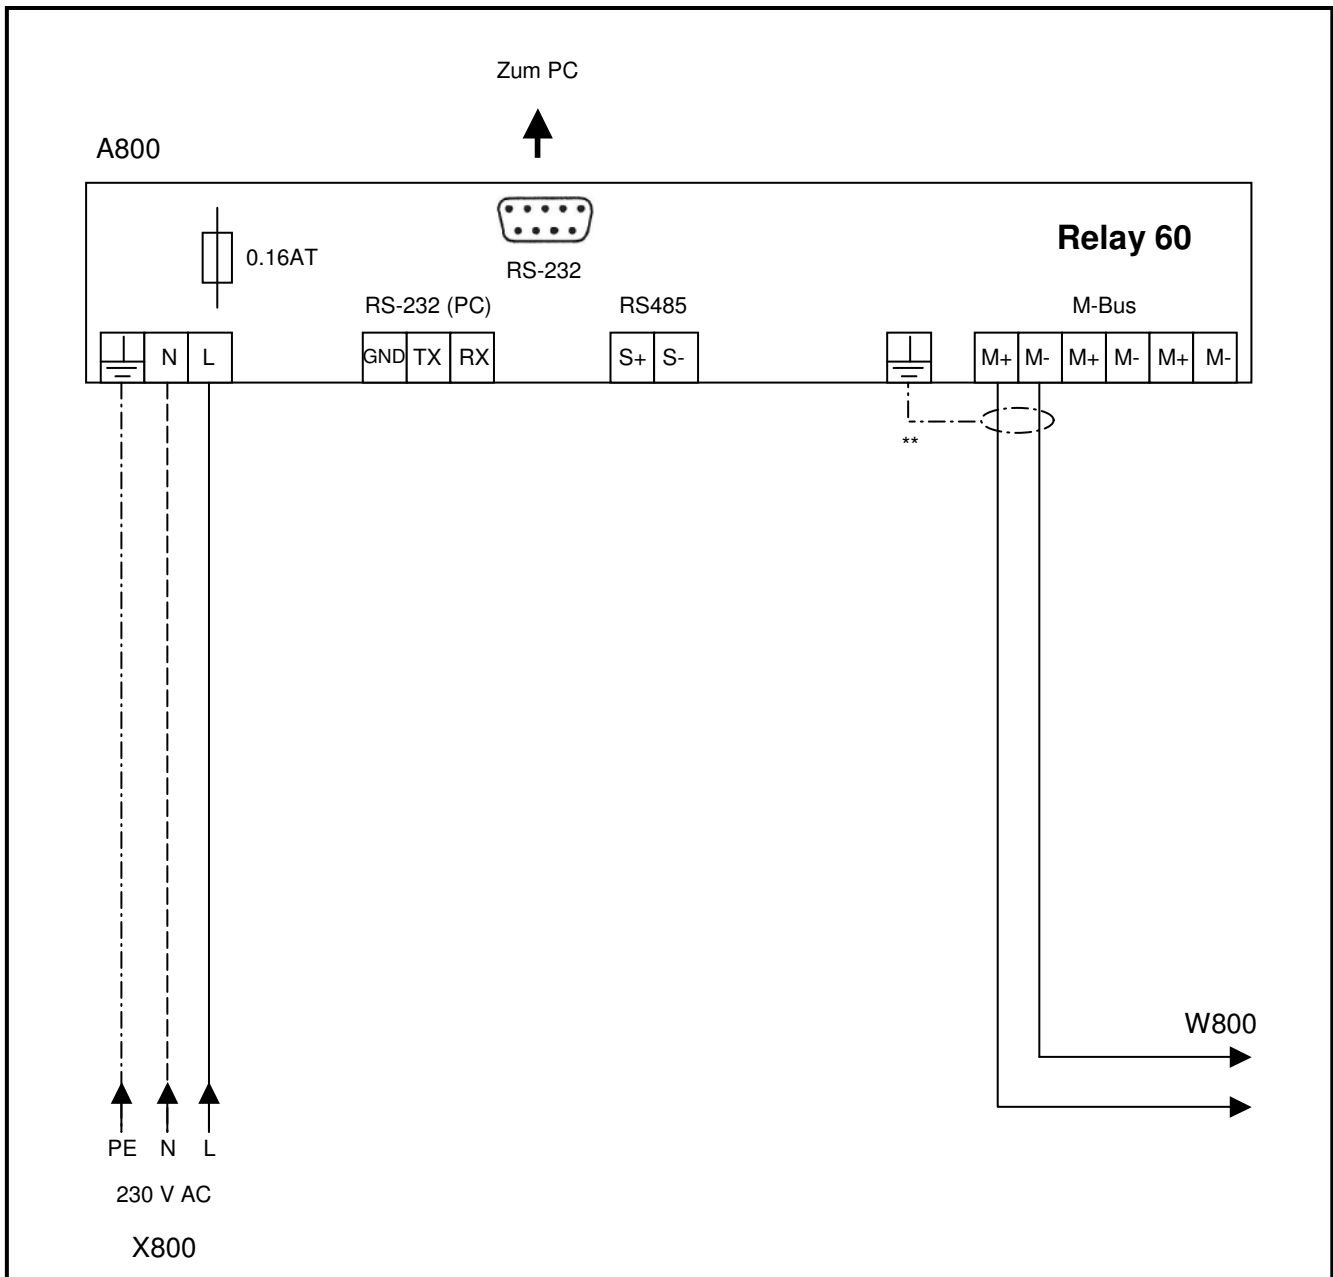 Zum PC
A800
Relay 60
0.16AT
RS-232
RS-232 (PC)
RS485
M-Bus
N L
GND TX RX
S+ S-
M+ M- M+ M- M+ M-
**
W800
PE N L
230 V AC
X800